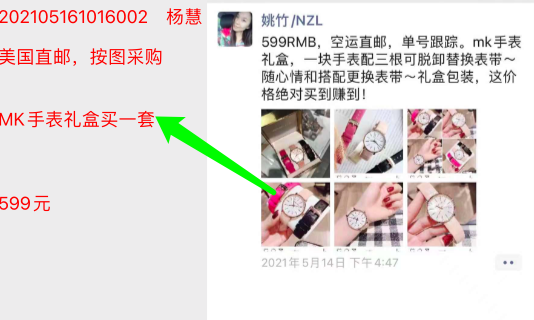 202105161016002 杨慧
美国直邮，按图采购
MK手表礼盒买一套
599元
姚竹/NZL
599RMB，空运直邮，单号跟踪。mk手表
礼盒，一块手表配三根可脱卸替换表带～
随心情和搭配更换表带～礼盒包装，这价
格绝对买到赚到！
2021年5月14日 下午4:47